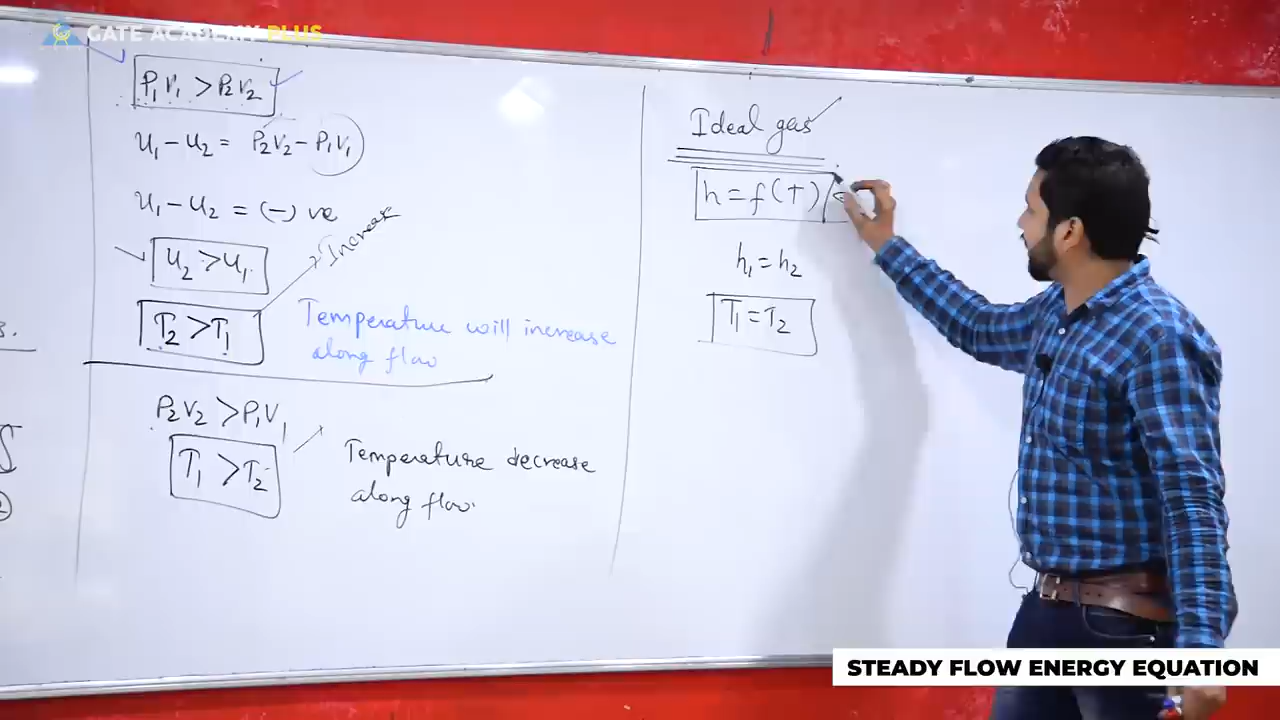 GATE ACADEMY PLUS
P₁V₁ > P₂V₂
u₁ - u₂ = P₂V₂ - P₁V₁
u₁ - u₂ = (-) ve
u₂ > u₁
T₂ > T₁
Increase
Temperature will increase
along flow
P₂V₂ > P₁V₁
T₁ > T₂
Temperature decrease
along flow.
Ideal gas
h = f(T)
h₁ = h₂
T₁ = T₂
STEADY FLOW ENERGY EQUATION